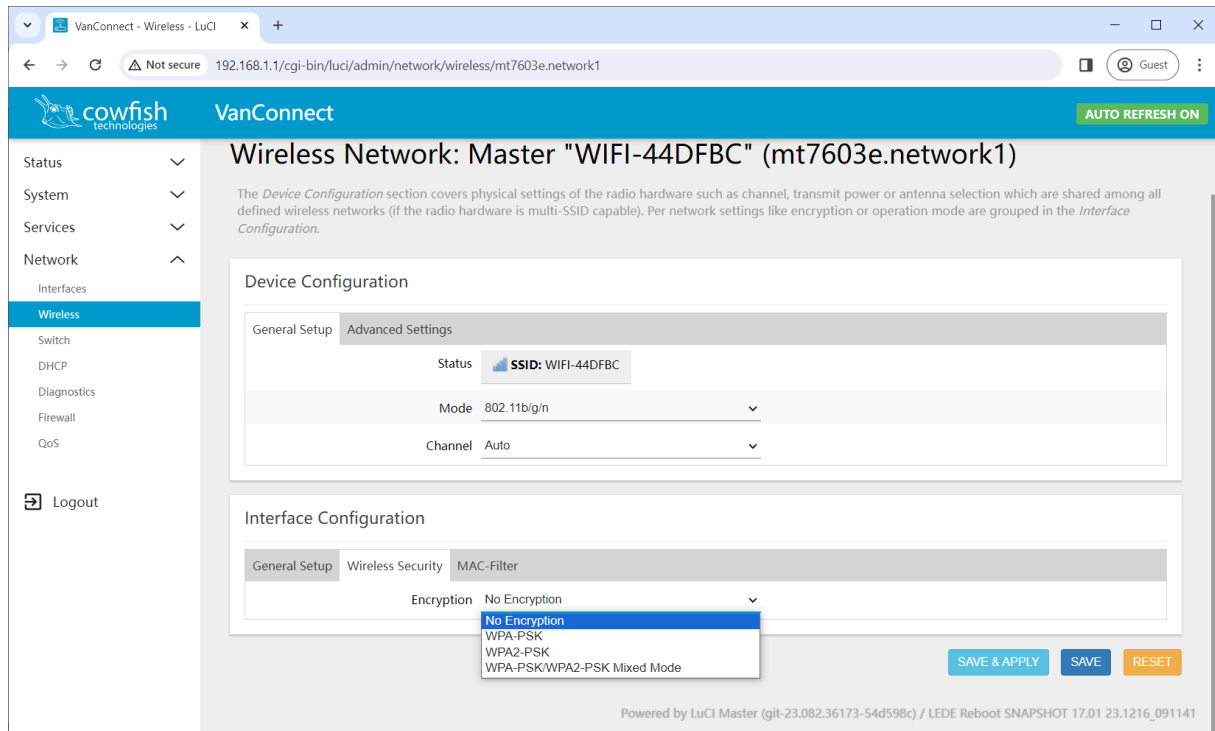 VanConnect - Wireless - LuCI
Not secure 192.168.1.1/cgi-bin/luci/admin/network/wireless/mt7603e.network1 Guest
cowfish technologies
VanConnect
AUTO REFRESH ON
Status
System
Services
Network
Interfaces
Wireless
Switch
DHCP
Diagnostics
Firewall
QoS
Logout
Wireless Network: Master "WIFI-44DFBC" (mt7603e.network1)
The Device Configuration section covers physical settings of the radio hardware such as channel, transmit power or antenna selection which are shared among all
defined wireless networks (if the radio hardware is multi-SSID capable). Per network settings like encryption or operation mode are grouped in the Interface
Configuration.
Device Configuration
General Setup Advanced Settings
Status SSID: WIFI-44DFBC
Mode 802.11b/g/n
Channel Auto
Interface Configuration
General Setup Wireless Security MAC-Filter
Encryption No Encryption
No Encryption
WPA-PSK
WPA2-PSK
WPA-PSK/WPA2-PSK Mixed Mode
SAVE & APPLY SAVE RESET
Powered by LuCI Master (git-23.082.36173-54d598c) / LEDE Reboot SNAPSHOT 17.01 23.1216_091141